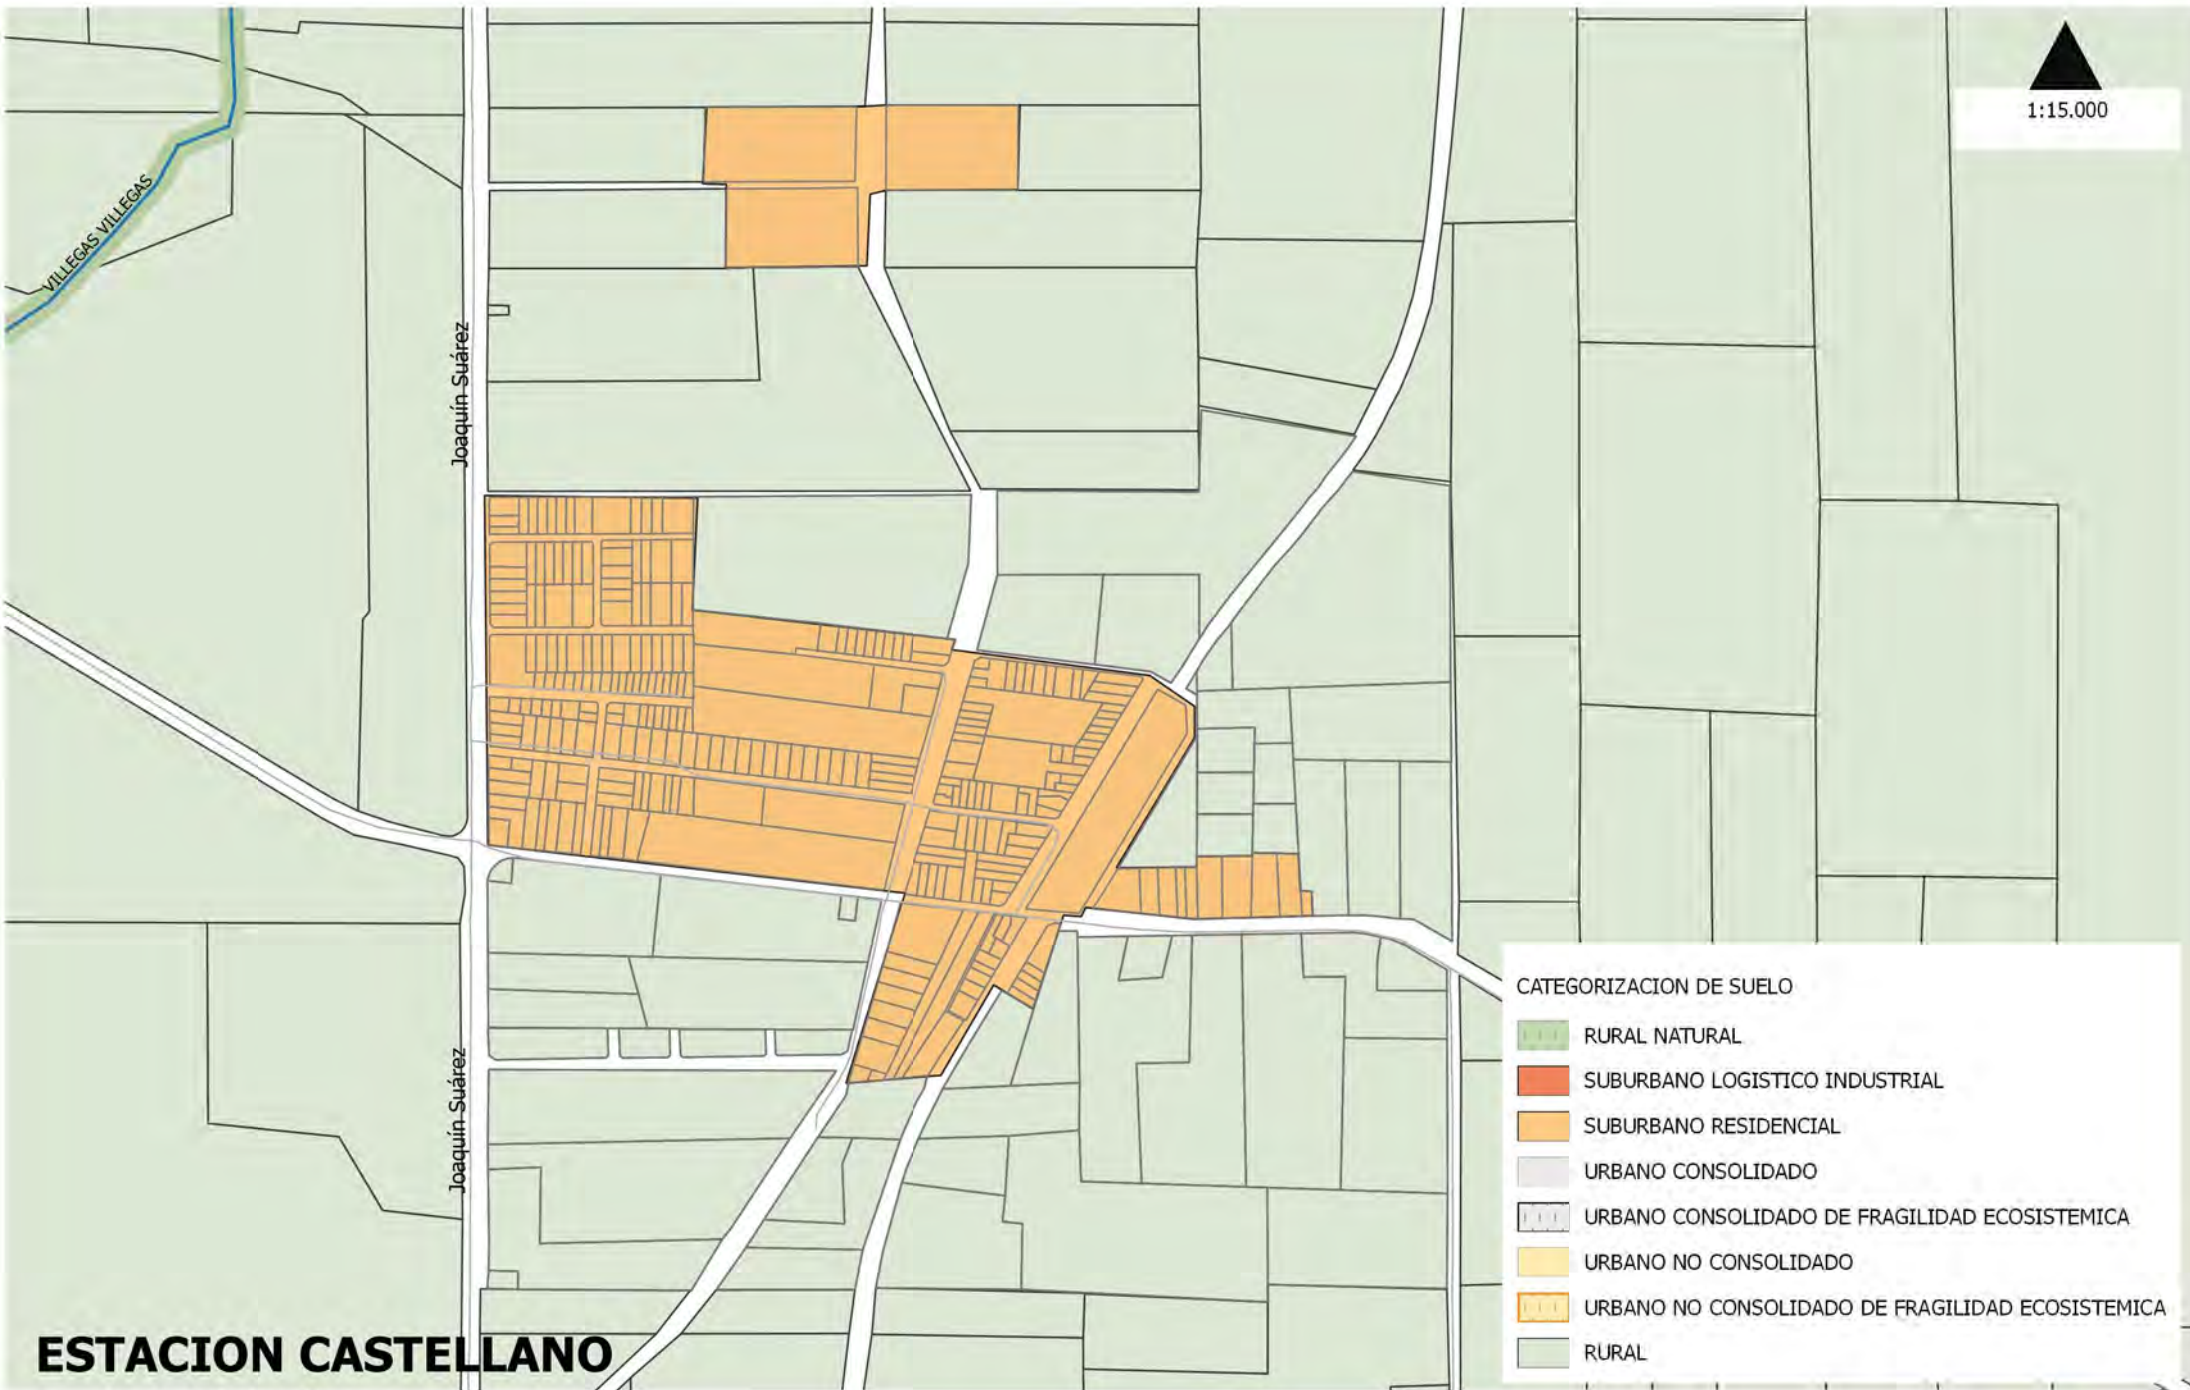 1:15.000
VILLEGAS VILLEGAS
Joaquín Suárez
Joaquín Suárez
CATEGORIZACION DE SUELO
RURAL NATURAL
SUBURBANO LOGISTICO INDUSTRIAL
SUBURBANO RESIDENCIAL
URBANO CONSOLIDADO
URBANO CONSOLIDADO DE FRAGILIDAD ECOSISTEMICA
URBANO NO CONSOLIDADO
URBANO NO CONSOLIDADO DE FRAGILIDAD ECOSISTEMICA
RURAL
ESTACION CASTELLANO